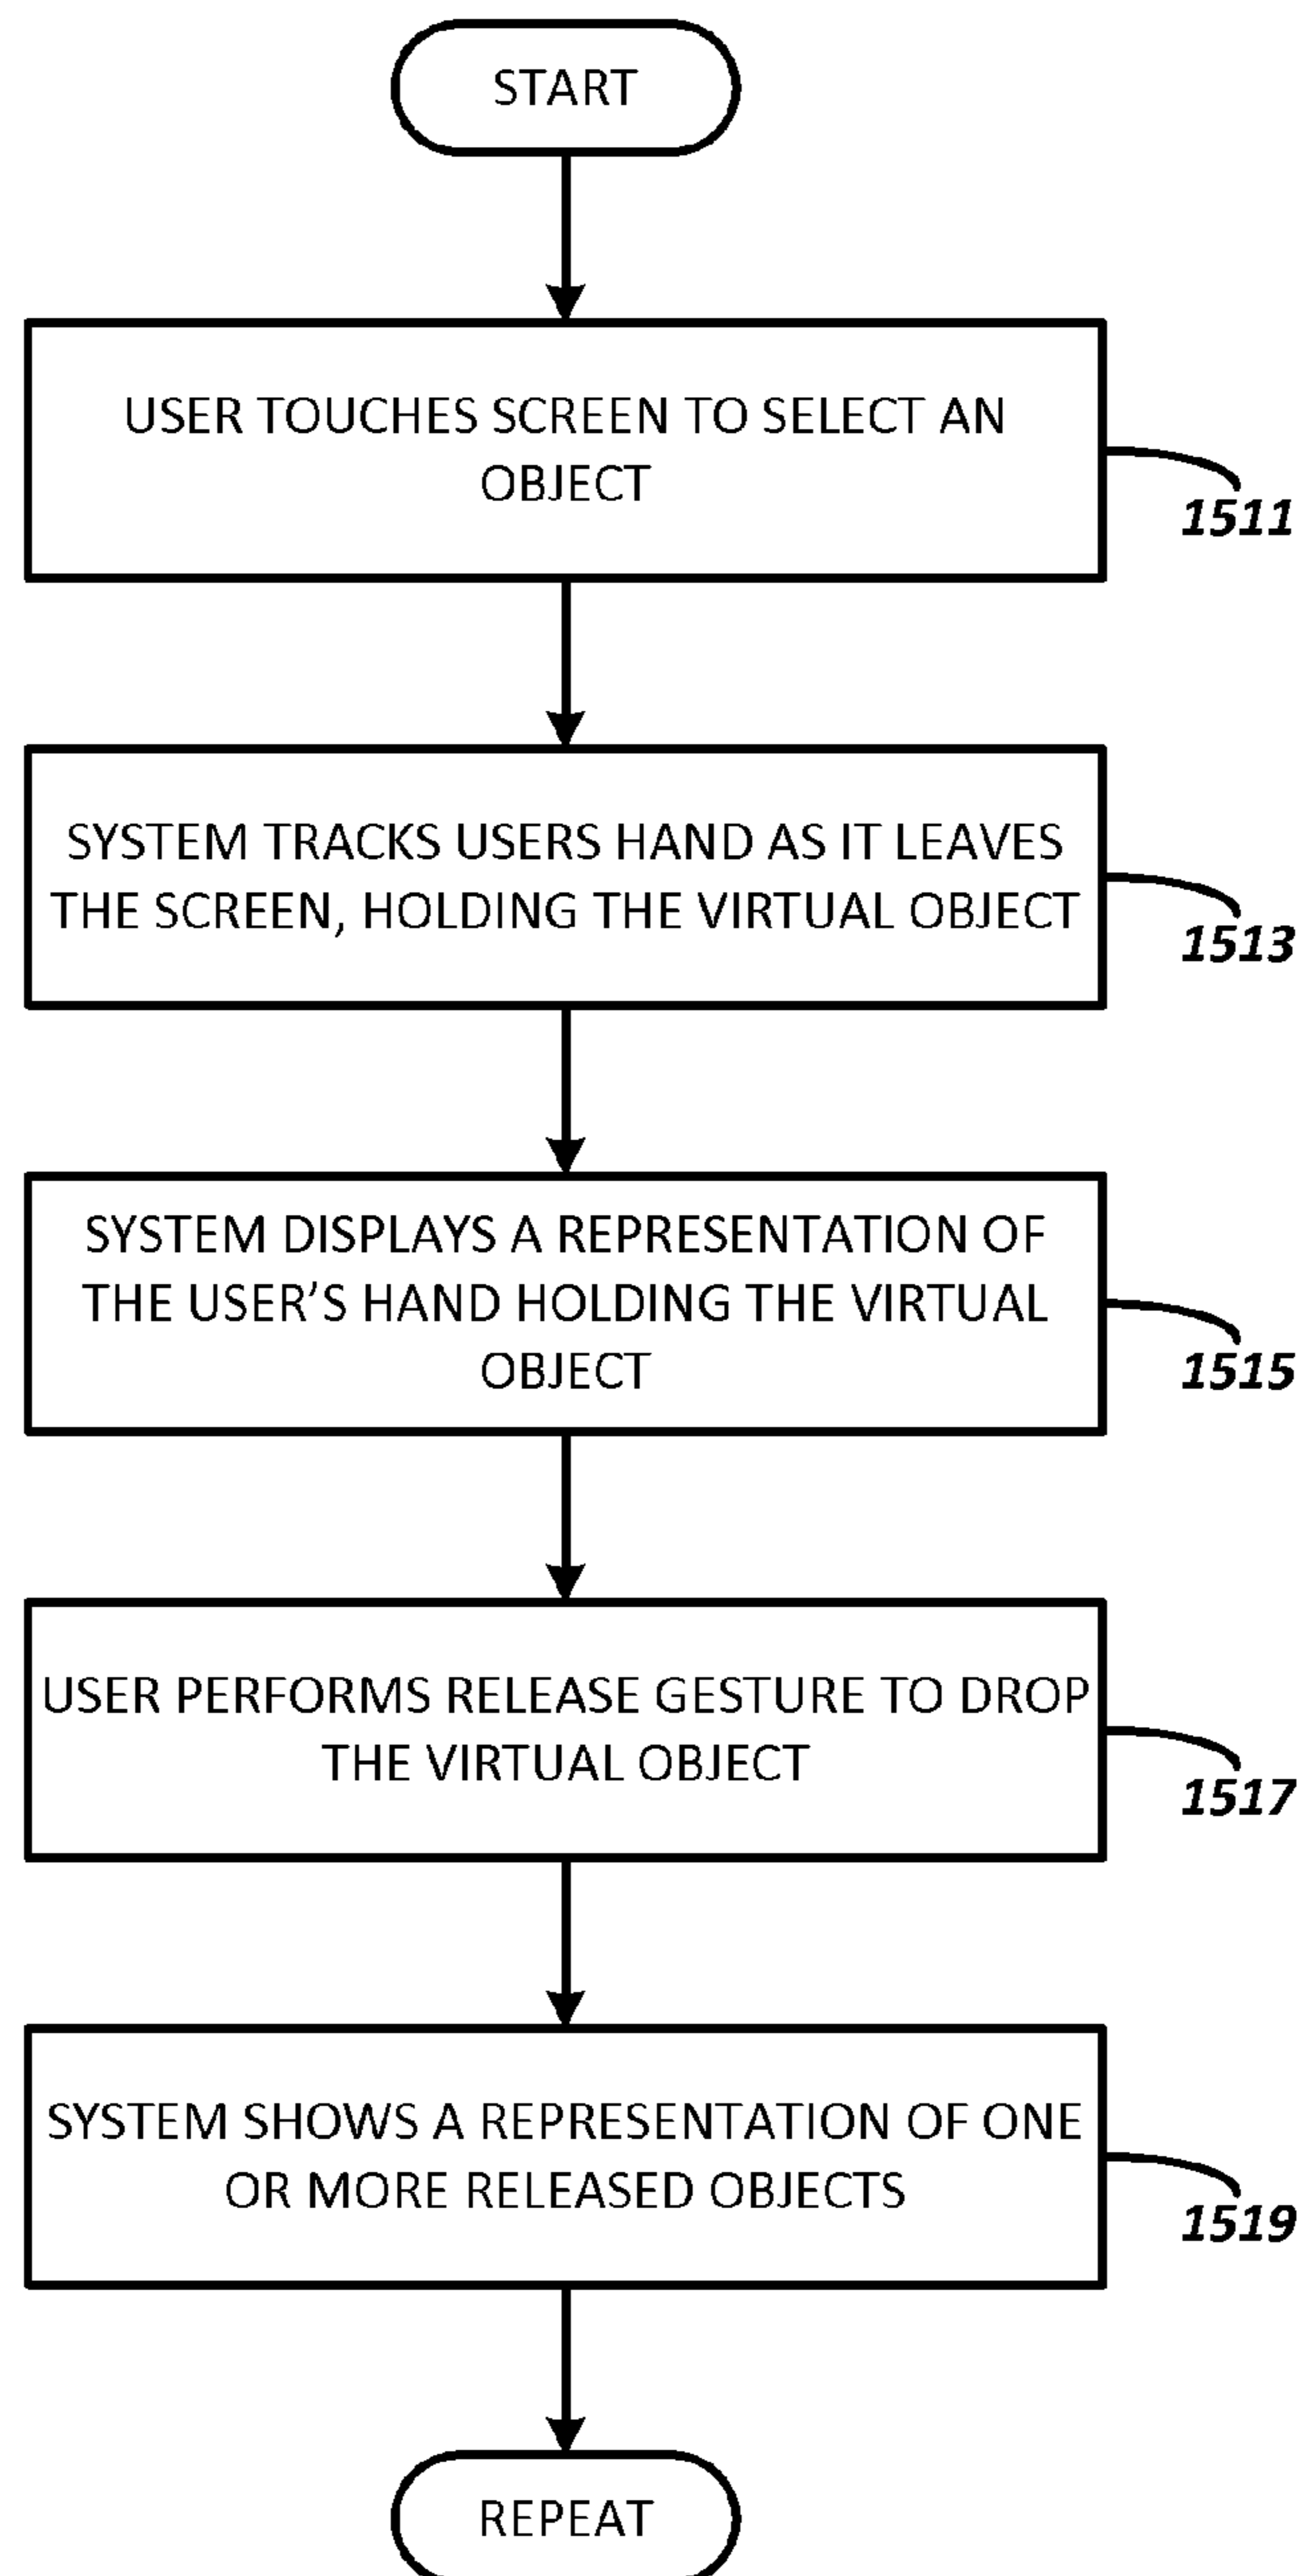 START
USER TOUCHES SCREEN TO SELECT AN
OBJECT
1511
SYSTEM TRACKS USERS HAND AS IT LEAVES
THE SCREEN, HOLDING THE VIRTUAL OBJECT
1513
SYSTEM DISPLAYS A REPRESENTATION OF
THE USER’S HAND HOLDING THE VIRTUAL
OBJECT
1515
USER PERFORMS RELEASE GESTURE TO DROP
THE VIRTUAL OBJECT
1517
SYSTEM SHOWS A REPRESENTATION OF ONE
OR MORE RELEASED OBJECTS
1519
REPEAT